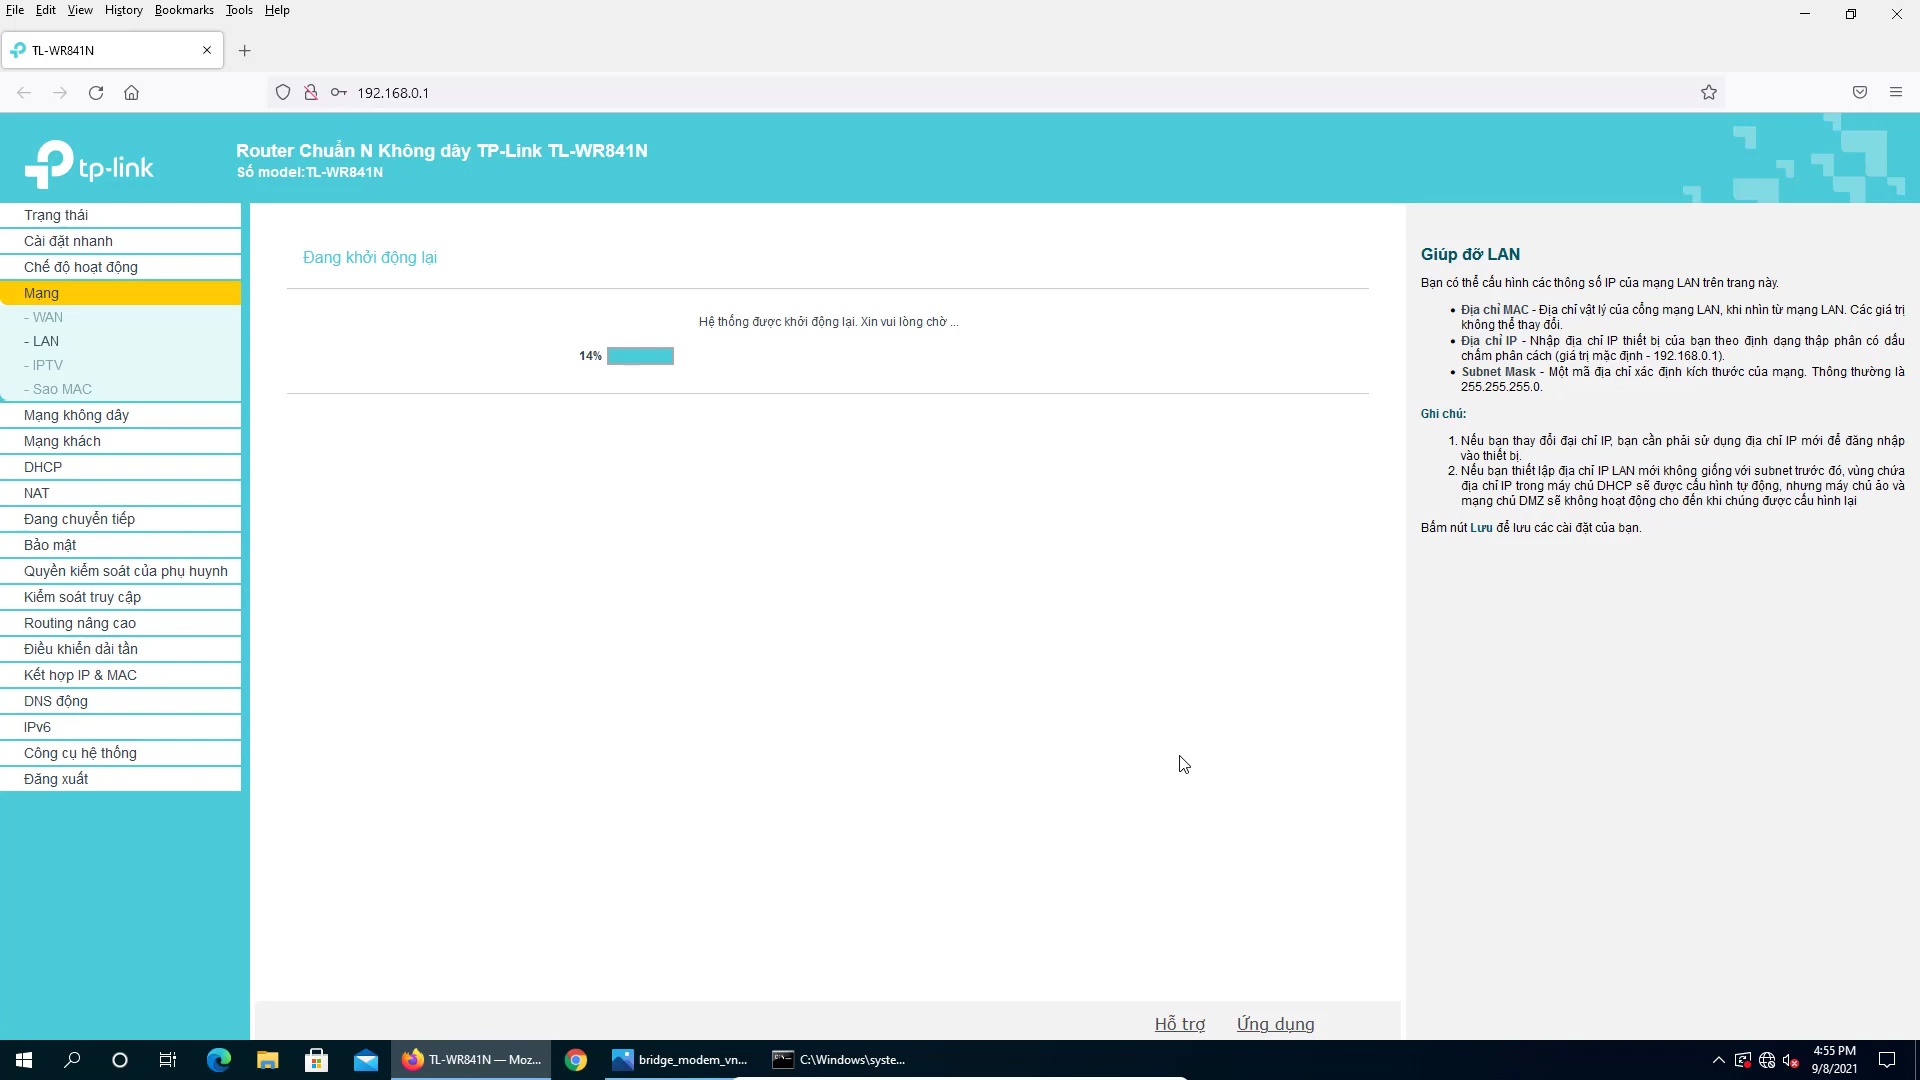 File Edit View History Bookmarks Tools Help
TL-WR841N
192.168.0.1
tp-link
Router Chuẩn N Không dây TP-Link TL-WR841N
Số model:TL-WR841N
Trạng thái
Cài đặt nhanh
Chế độ hoạt động
Mạng
- WAN
- LAN
- IPTV
- Sao MAC
Mạng không dây
Mạng khách
DHCP
NAT
Đang chuyển tiếp
Bảo mật
Quyền kiểm soát của phụ huynh
Kiểm soát truy cập
Routing nâng cao
Điều khiển dải tần
Kết hợp IP & MAC
DNS động
IPv6
Công cụ hệ thống
Đăng xuất
Đang khởi động lại
Hệ thống được khởi động lại. Xin vui lòng chờ ...
14%
Giúp đỡ LAN
Bạn có thể cấu hình các thông số IP của mạng LAN trên trang này.
• Địa chỉ MAC - Địa chỉ vật lý của cổng mạng LAN, khi nhìn từ mạng LAN. Các giá trị
không thể thay đổi.
• Địa chỉ IP - Nhập địa chỉ IP thiết bị của bạn theo định dạng thập phân có dấu
chấm phân cách (giá trị mặc định - 192.168.0.1).
• Subnet Mask - Một mã địa chỉ xác định kích thước của mạng. Thông thường là
255.255.255.0.
Ghi chú:
1. Nếu bạn thay đổi đại chỉ IP, bạn cần phải sử dụng địa chỉ IP mới để đăng nhập
vào thiết bị.
2. Nếu bạn thiết lập địa chỉ IP LAN mới không giống với subnet trước đó, vùng chứa
địa chỉ IP trong máy chủ DHCP sẽ được cấu hình tự động, nhưng máy chủ ảo và
mạng chủ DMZ sẽ không hoạt động cho đến khi chúng được cấu hình lại
Bấm nút Lưu để lưu các cài đặt của bạn.
Hỗ trợ Ứng dụng
TL-WR841N — Moz...
bridge_modem_vn...
C:\Windows\syste...
4:55 PM
9/8/2021